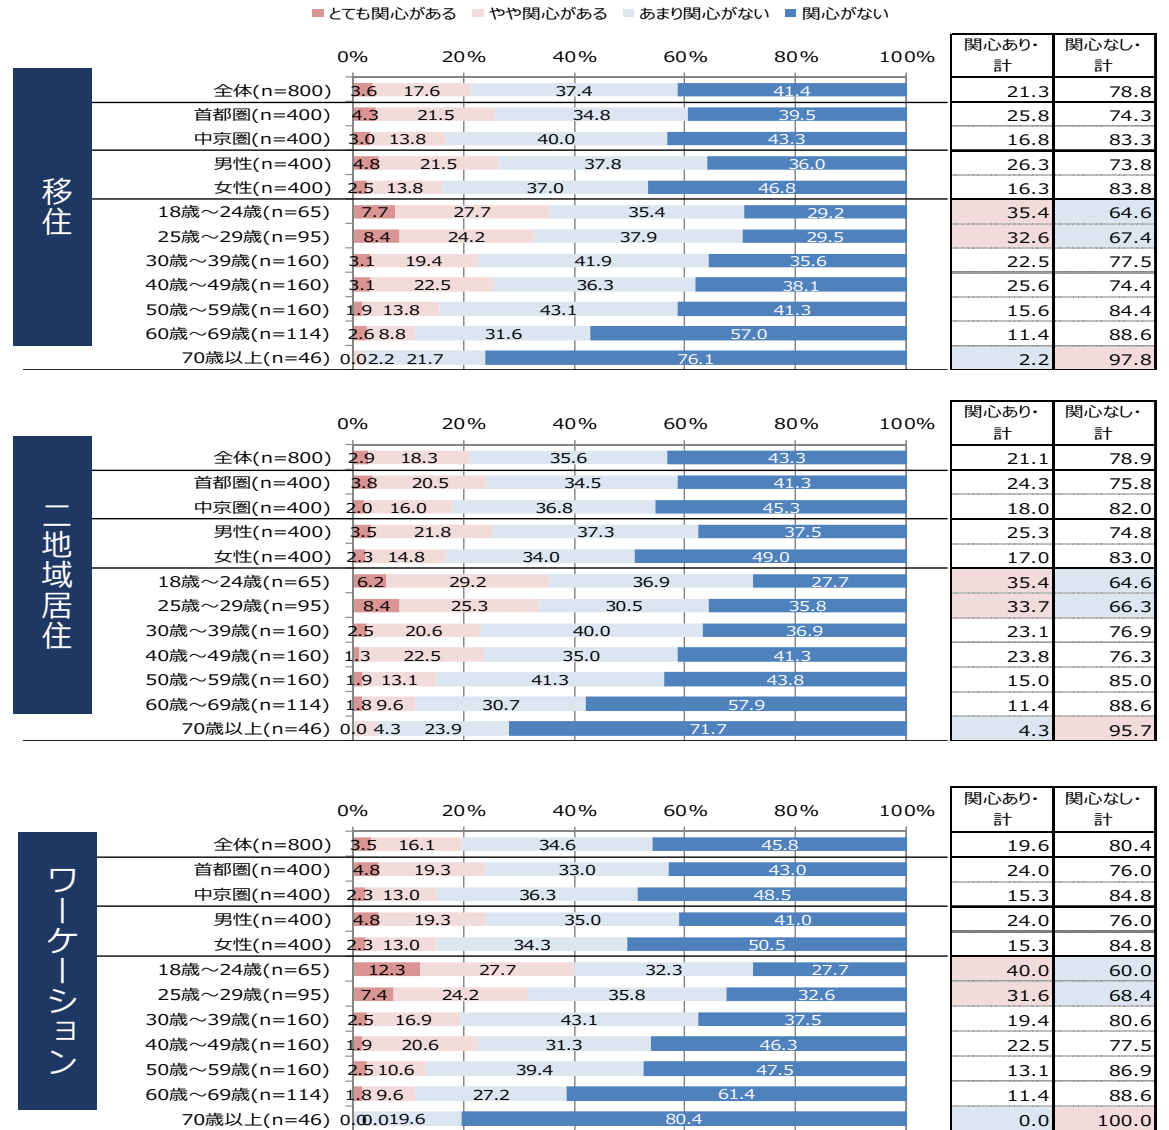 とても関心がある やや関心がある あまり関心がない 関心がない
移住
0% 20% 40% 60% 80% 100% 関心あり・計 関心なし・計
全体(n=800) 3.6 17.6 37.4 41.4 21.3 78.8
首都圏(n=400) 4.3 21.5 34.8 39.5 25.8 74.3
中京圏(n=400) 3.0 13.8 40.0 43.3 16.8 83.3
男性(n=400) 4.8 21.5 37.8 36.0 26.3 73.8
女性(n=400) 2.5 13.8 37.0 46.8 16.3 83.8
18歳～24歳(n=65) 7.7 27.7 35.4 29.2 35.4 64.6
25歳～29歳(n=95) 8.4 24.2 37.9 29.5 32.6 67.4
30歳～39歳(n=160) 3.1 19.4 41.9 35.6 22.5 77.5
40歳～49歳(n=160) 3.1 22.5 36.3 38.1 25.6 74.4
50歳～59歳(n=160) 1.9 13.8 43.1 41.3 15.6 84.4
60歳～69歳(n=114) 2.6 8.8 31.6 57.0 11.4 88.6
70歳以上(n=46) 0.0 2.2 21.7 76.1 2.2 97.8
二地域居住
0% 20% 40% 60% 80% 100% 関心あり・計 関心なし・計
全体(n=800) 2.9 18.3 35.6 43.3 21.1 78.9
首都圏(n=400) 3.8 20.5 34.5 41.3 24.3 75.8
中京圏(n=400) 2.0 16.0 36.8 45.3 18.0 82.0
男性(n=400) 3.5 21.8 37.3 37.5 25.3 74.8
女性(n=400) 2.3 14.8 34.0 49.0 17.0 83.0
18歳～24歳(n=65) 6.2 29.2 36.9 27.7 35.4 64.6
25歳～29歳(n=95) 8.4 25.3 30.5 35.8 33.7 66.3
30歳～39歳(n=160) 2.5 20.6 40.0 36.9 23.1 76.9
40歳～49歳(n=160) 1.3 22.5 35.0 41.3 23.8 76.3
50歳～59歳(n=160) 1.9 13.1 41.3 43.8 15.0 85.0
60歳～69歳(n=114) 1.8 9.6 30.7 57.9 11.4 88.6
70歳以上(n=46) 0.0 4.3 23.9 71.7 4.3 95.7
ワーケーション
0% 20% 40% 60% 80% 100% 関心あり・計 関心なし・計
全体(n=800) 3.5 16.1 34.6 45.8 19.6 80.4
首都圏(n=400) 4.8 19.3 33.0 43.0 24.0 76.0
中京圏(n=400) 2.3 13.0 36.3 48.5 15.3 84.8
男性(n=400) 4.8 19.3 35.0 41.0 24.0 76.0
女性(n=400) 2.3 13.0 34.3 50.5 15.3 84.8
18歳～24歳(n=65) 12.3 27.7 32.3 27.7 40.0 60.0
25歳～29歳(n=95) 7.4 24.2 35.8 32.6 31.6 68.4
30歳～39歳(n=160) 2.5 16.9 43.1 37.5 19.4 80.6
40歳～49歳(n=160) 1.9 20.6 31.3 46.3 22.5 77.5
50歳～59歳(n=160) 2.5 10.6 39.4 47.5 13.1 86.9
60歳～69歳(n=114) 1.8 9.6 27.2 61.4 11.4 88.6
70歳以上(n=46) 0.0 0.0 19.6 80.4 0.0 100.0